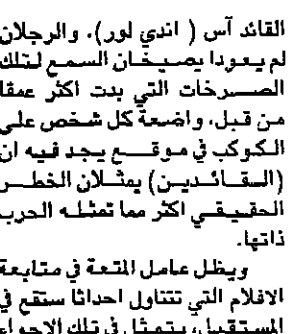 القائد آس ( اندي لور)، والرجلان
لم يعودا يصيخان السمع لتلك
الصرخات التي بدت اكثر عمقا
من قبل، واضعة كل شخص على
الكوكب في موقع يجد فيه ان
(القائدين) يمثلان الخطر
الحقيقي اكثر مما تمثله الحرب
ذاتها.
ويظل عامل المتعة في متابعة
الافلام التي تتناول احداثا ستقع في
المستقبل، يتمثل في تلك الاجواء